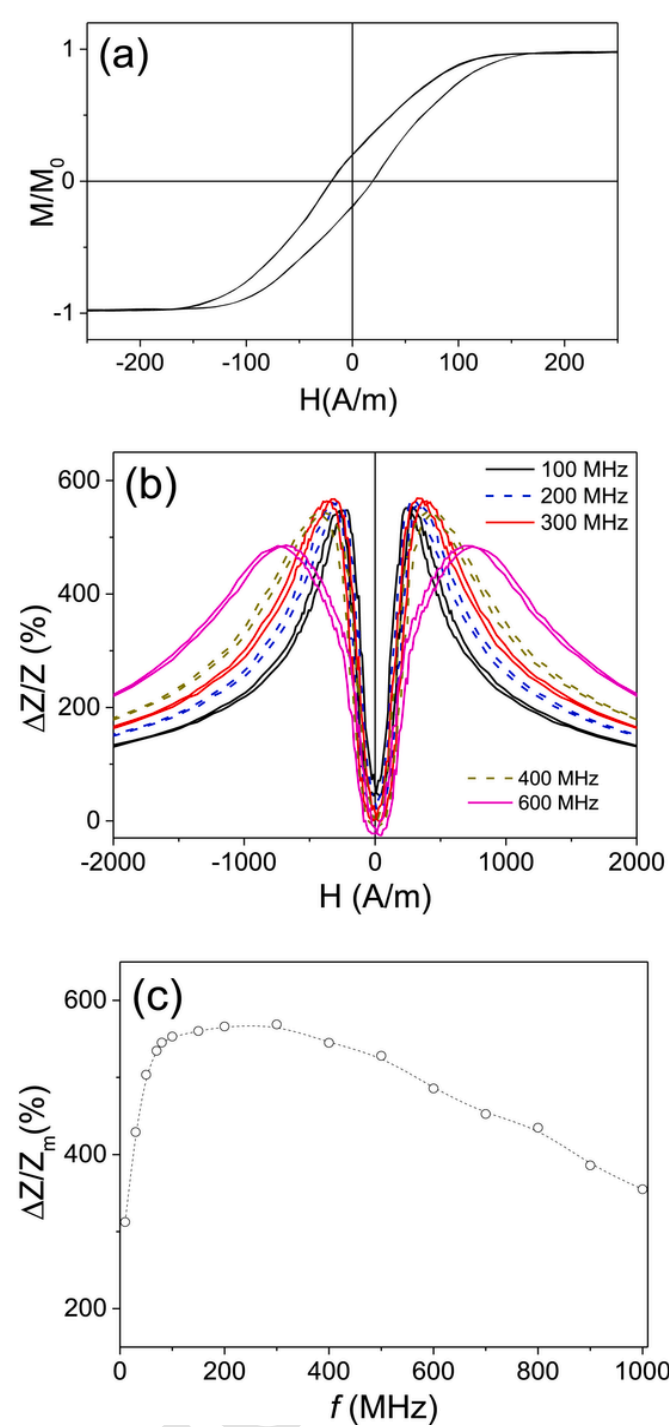 (a)
1
0
-1
M/M₀
-200 -100 0 100 200
H(A/m)
(b)
600
400
200
0
ΔZ/Z (%)
100 MHz
200 MHz
300 MHz
400 MHz
600 MHz
-2000 -1000 0 1000 2000
H (A/m)
(c)
600
400
200
ΔZ/Zₘ(%)
0 200 400 600 800 1000
f (MHz)